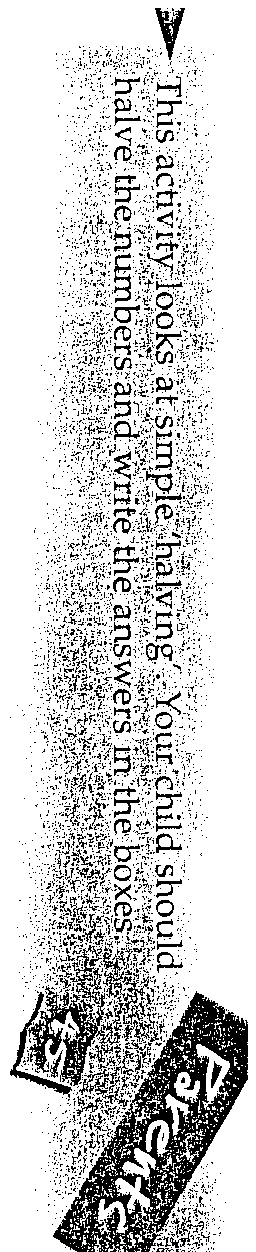 This activity looks at simple ‘halving’. Your child should
halve the numbers and write the answers in the boxes
Parents
45